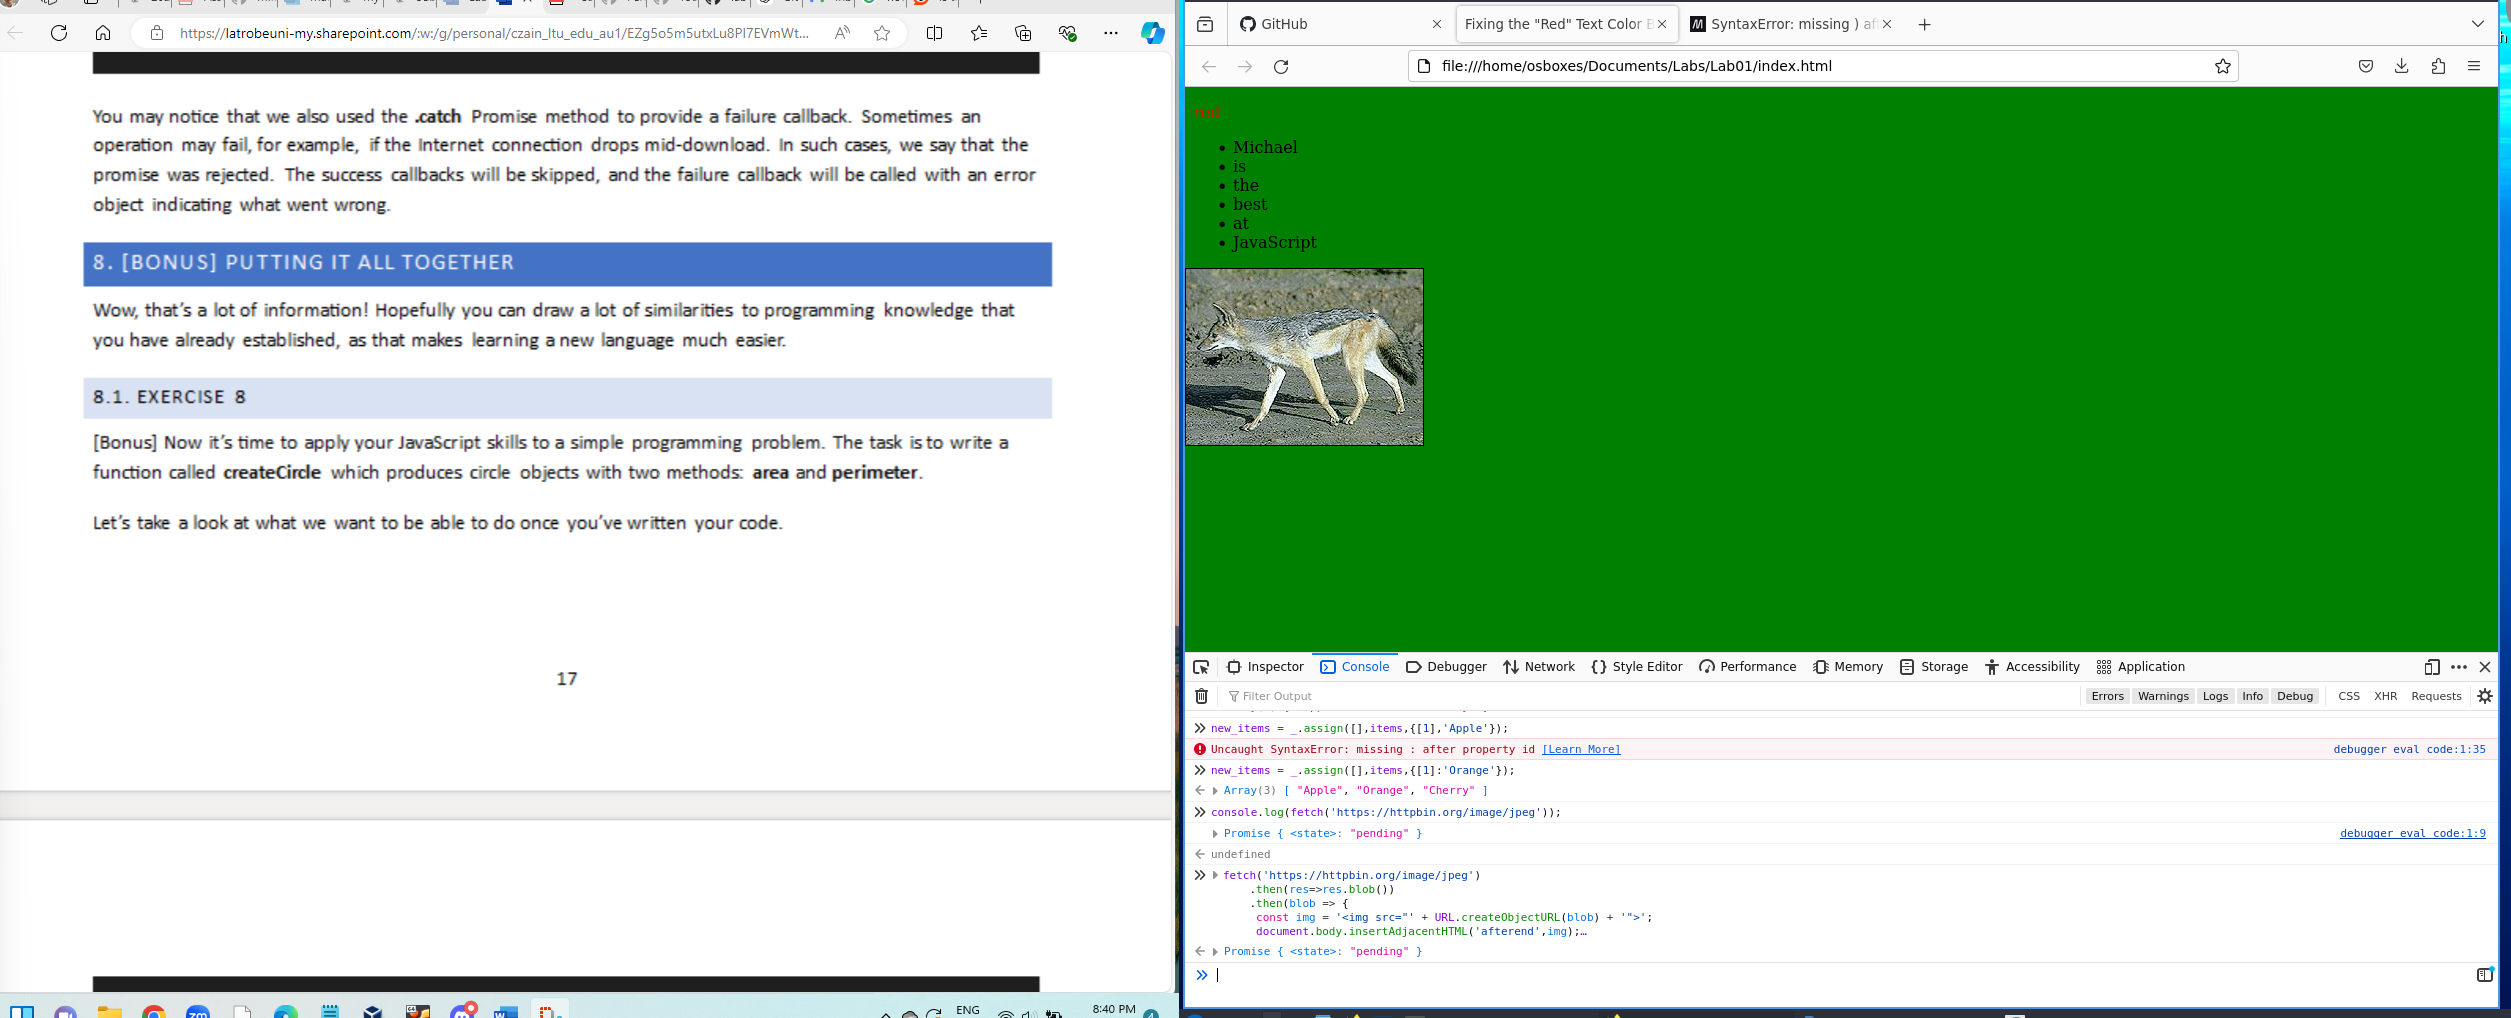 https://latrobeuni-my.sharepoint.com/:w:/g/personal/czain_ltu_edu_au1/EZg5o5m5utxLu8Pl7EVmWt...
You may notice that we also used the .catch Promise method to provide a failure callback. Sometimes an
operation may fail, for example, if the Internet connection drops mid-download. In such cases, we say that the
promise was rejected. The success callbacks will be skipped, and the failure callback will be called with an error
object indicating what went wrong.
8. [BONUS] PUTTING IT ALL TOGETHER
Wow, that’s a lot of information! Hopefully you can draw a lot of similarities to programming knowledge that
you have already established, as that makes learning a new language much easier.
8.1. EXERCISE 8
[Bonus] Now it’s time to apply your JavaScript skills to a simple programming problem. The task is to write a
function called createCircle which produces circle objects with two methods: area and perimeter.
Let’s take a look at what we want to be able to do once you’ve written your code.
17
ENG
8:40 PM
GitHub
Fixing the "Red" Text Color
SyntaxError: missing )
file:///home/osboxes/Documents/Labs/Lab01/index.html
Michael
is
the
best
at
JavaScript
Inspector Console Debugger Network Style Editor Performance Memory Storage Accessibility Application
Filter Output Errors Warnings Logs Info Debug CSS XHR Requests
new_items = _.assign([],items,{[1],'Apple'});
Uncaught SyntaxError: missing : after property id [Learn More] debugger eval code:1:35
new_items = _.assign([],items,{[1]:'Orange'});
Array(3) [ "Apple", "Orange", "Cherry" ]
console.log(fetch('https://httpbin.org/image/jpeg'));
Promise { <state>: "pending" } debugger eval code:1:9
undefined
fetch('https://httpbin.org/image/jpeg')
.then(res=>res.blob())
.then(blob => {
const img = '<img src="' + URL.createObjectURL(blob) + '">';
document.body.insertAdjacentHTML('afterend',img);…
Promise { <state>: "pending" }